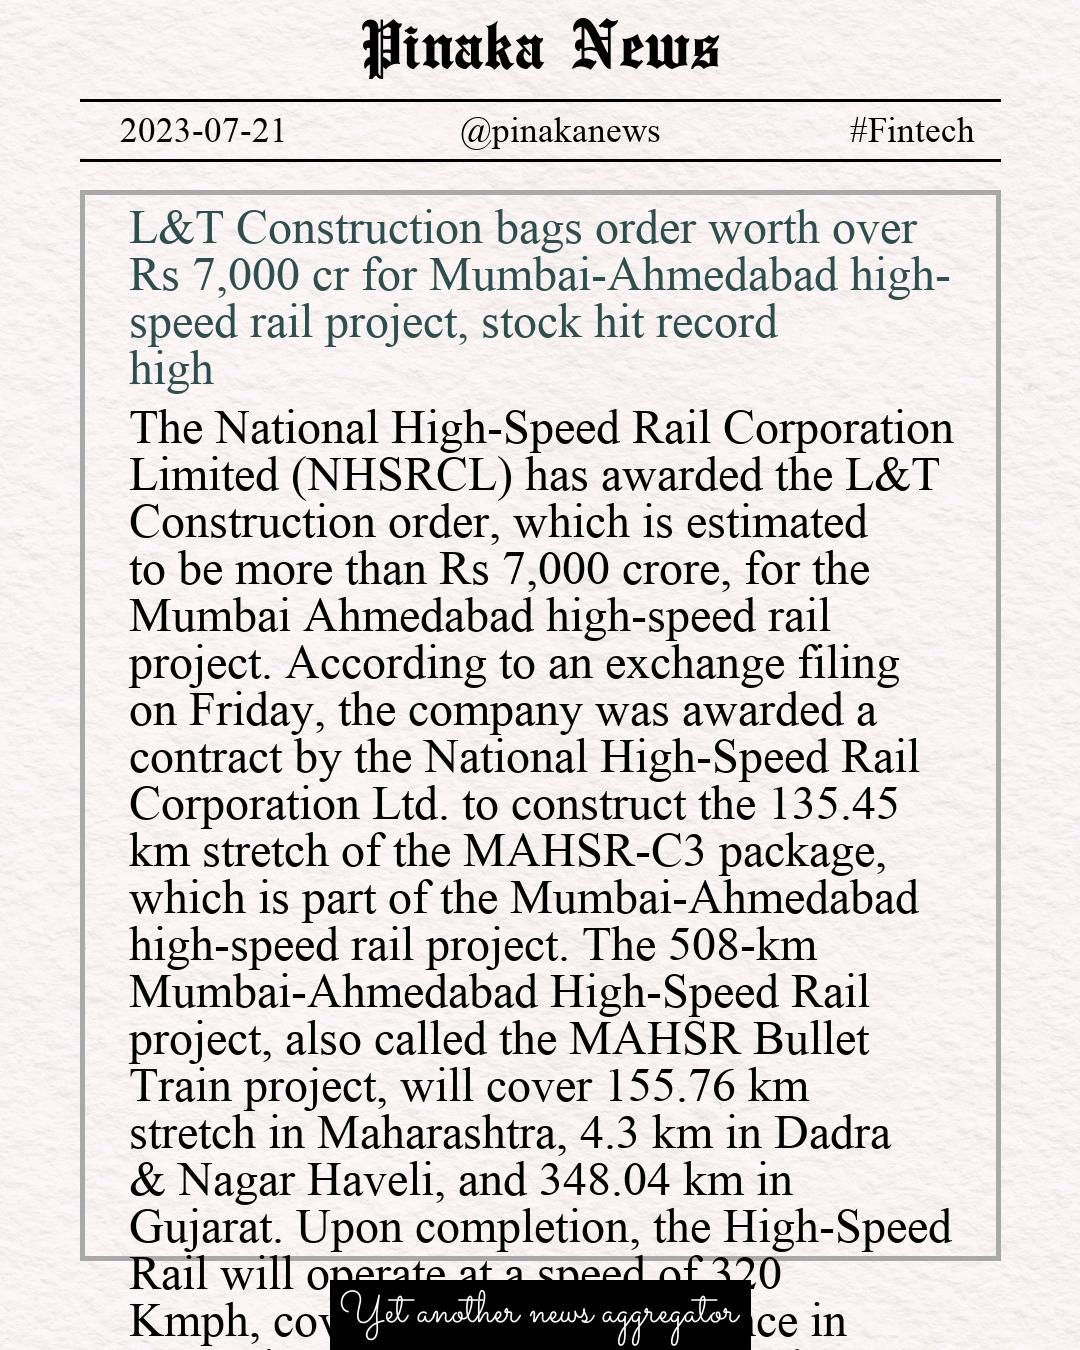 Pinaka News
2023-07-21 @pinakanews #Fintech
L&T Construction bags order worth over
Rs 7,000 cr for Mumbai-Ahmedabad high-
speed rail project, stock hit record
high
The National High-Speed Rail Corporation
Limited (NHSRCL) has awarded the L&T
Construction order, which is estimated
to be more than Rs 7,000 crore, for the
Mumbai Ahmedabad high-speed rail
project. According to an exchange filing
on Friday, the company was awarded a
contract by the National High-Speed Rail
Corporation Ltd. to construct the 135.45
km stretch of the MAHSR-C3 package,
which is part of the Mumbai-Ahmedabad
high-speed rail project. The 508-km
Mumbai-Ahmedabad High-Speed Rail
project, also called the MAHSR Bullet
Train project, will cover 155.76 km
stretch in Maharashtra, 4.3 km in Dadra
& Nagar Haveli, and 348.04 km in
Gujarat. Upon completion, the High-Speed
Rail will operate at a speed of 320
Kmph, in
Yet another news aggregator